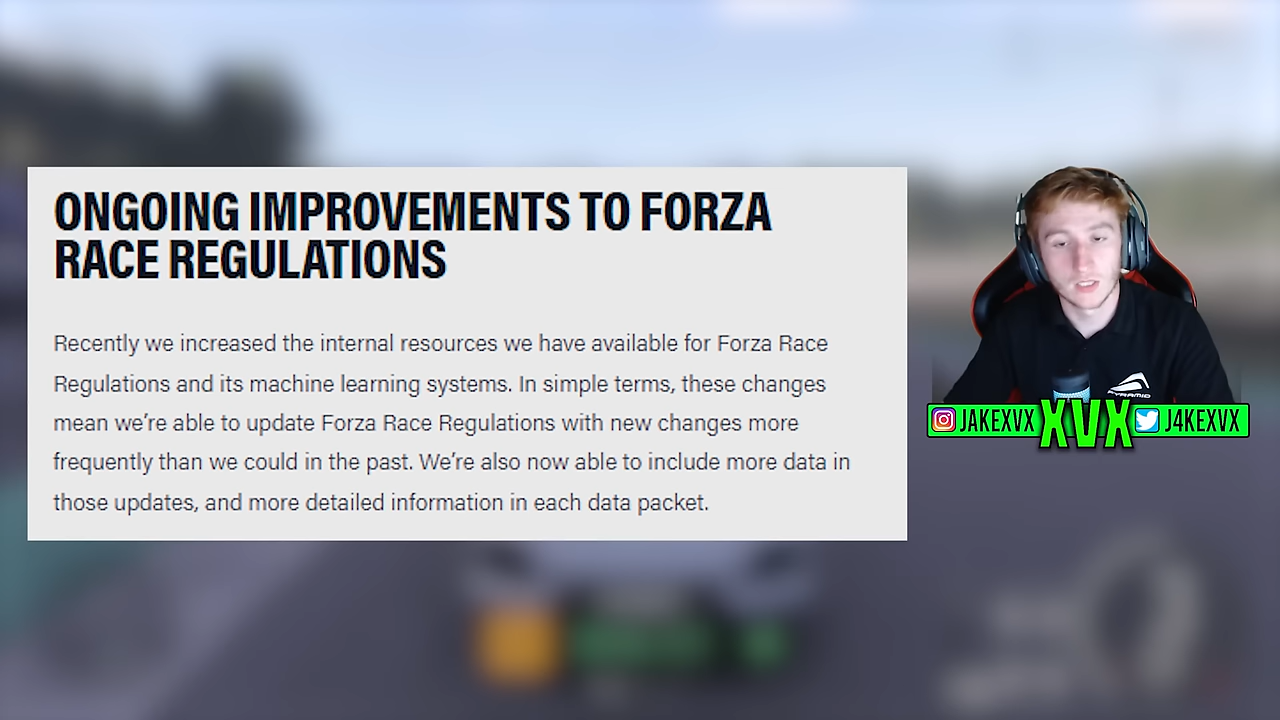 ONGOING IMPROVEMENTS TO FORZA
RACE REGULATIONS
Recently we increased the internal resources we have available for Forza Race
Regulations and its machine learning systems. In simple terms, these changes
mean we're able to update Forza Race Regulations with new changes more
frequently than we could in the past. We're also now able to include more data in
those updates, and more detailed information in each data packet.
PYRAMID
JAKEXVX XVX J4KEXVX